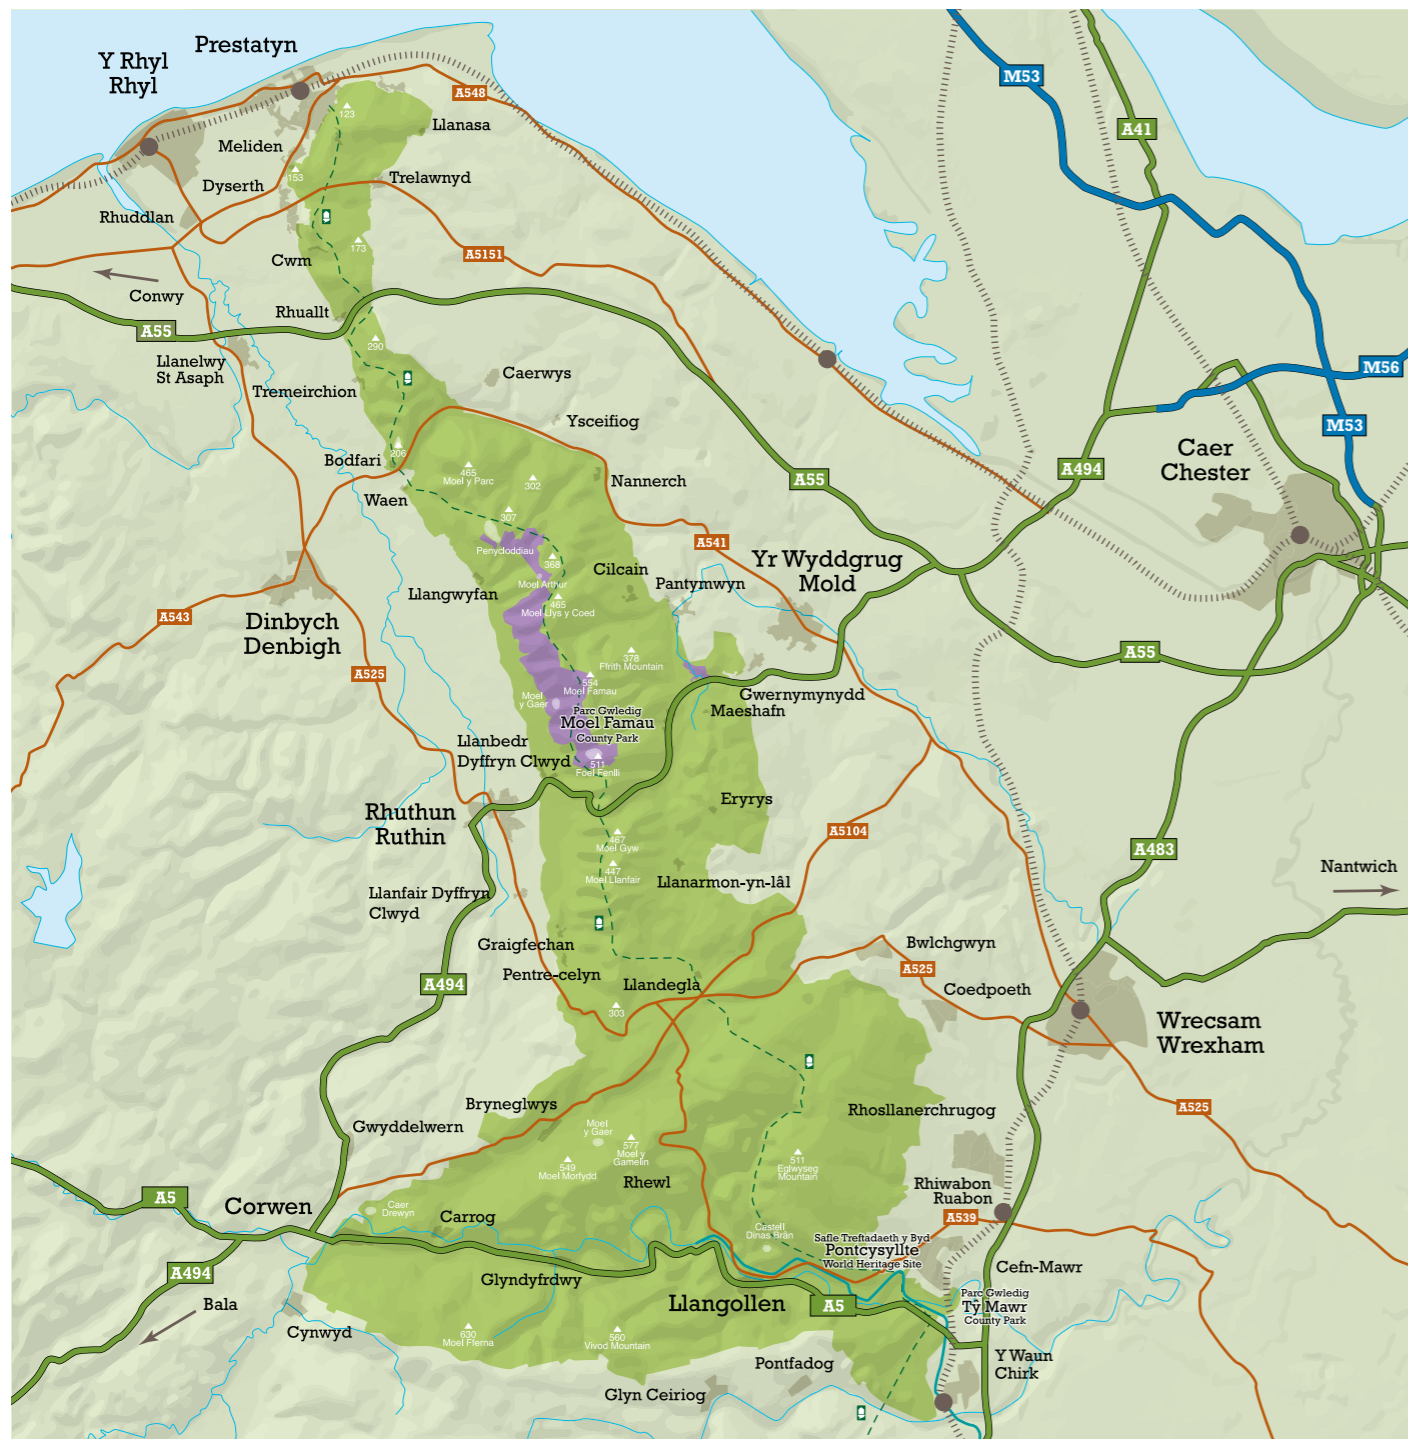 Prestatyn
Y Rhyl
Rhyl
M53
A548
123
Llanasa
A41
Meliden
153
Dyserth
Trelawnyd
Rhuddlan
173
A5151
Cwm
Conwy
Rhuallt
A55
290
Llanelwy
St Asaph
M56
Tremeirchion
Caerwys
Ysceifiog
M53
Caer
Chester
206
Bodfari
465
Moel y Parc
302
Nannerch
A55
A494
Waen
307
A541
Penycloddiau
368
Moel Arthur
Cilcain
Pantymwyn
Yr Wyddgrug
Mold
Llangwyfan
465
Moel Llys y Coed
A543
Dinbych
Denbigh
A525
378
Ffrith Mountain
A55
554
Moel Famau
Moel
y Gaer
Gwernymynydd
Maeshafn
Parc Gwledig
Moel Famau
County Park
Llanbedr
Dyffryn Clwyd
511
Foel Fenlli
Eryrys
Rhuthun
Ruthin
467
Moel Gyw
A5104
A483
447
Moel Llanfair
Llanarmon-yn-lâl
Nantwich
Llanfair Dyffryn
Clwyd
Graigfechan
Bwlchgwyn
Pentre-celyn
A525
A494
Llandegla
Coedpoeth
303
Wrecsam
Wrexham
Bryneglwys
Rhosllanerchrugog
A525
Gwyddelwern
Moel
y Gaer
577
Moel y
Gamelin
549
Moel Morfydd
511
Eglwyseg
Mountain
Rhewl
Rhiwabon
Ruabon
A5
Corwen
Caer
Drewyn
Carrog
A539
Castell
Dinas Brân
Safle Treftadaeth y Byd
Pontcysyllte
World Heritage Site
A494
Glyndyfrdwy
Cefn-Mawr
Bala
Llangollen
A5
Parc Gwledig
Tŷ Mawr
County Park
Cynwyd
630
Moel Fferna
560
Vivod Mountain
Pontfadog
Y Waun
Chirk
Glyn Ceiriog